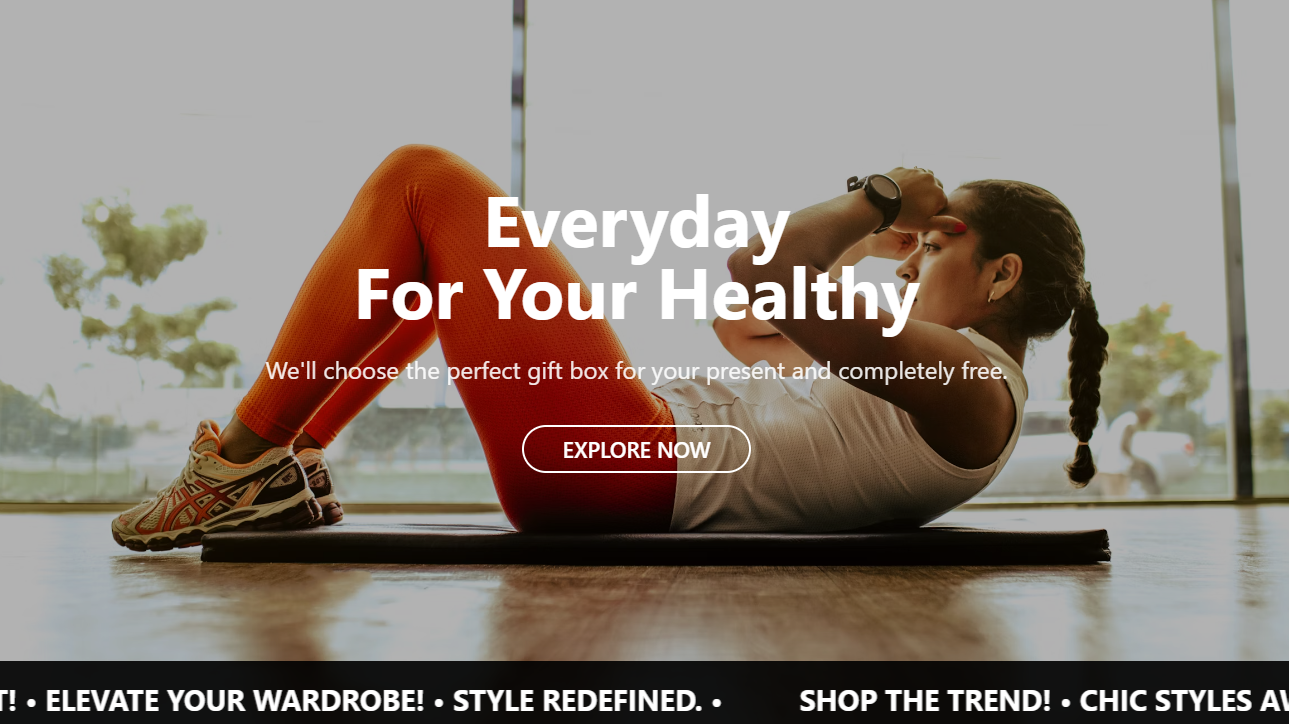 Everyday
For Your Healthy
We'll choose the perfect gift box for your present and completely free.
EXPLORE NOW
! • ELEVATE YOUR WARDROBE! • STYLE REDEFINED. • SHOP THE TREND! • CHIC STYLES